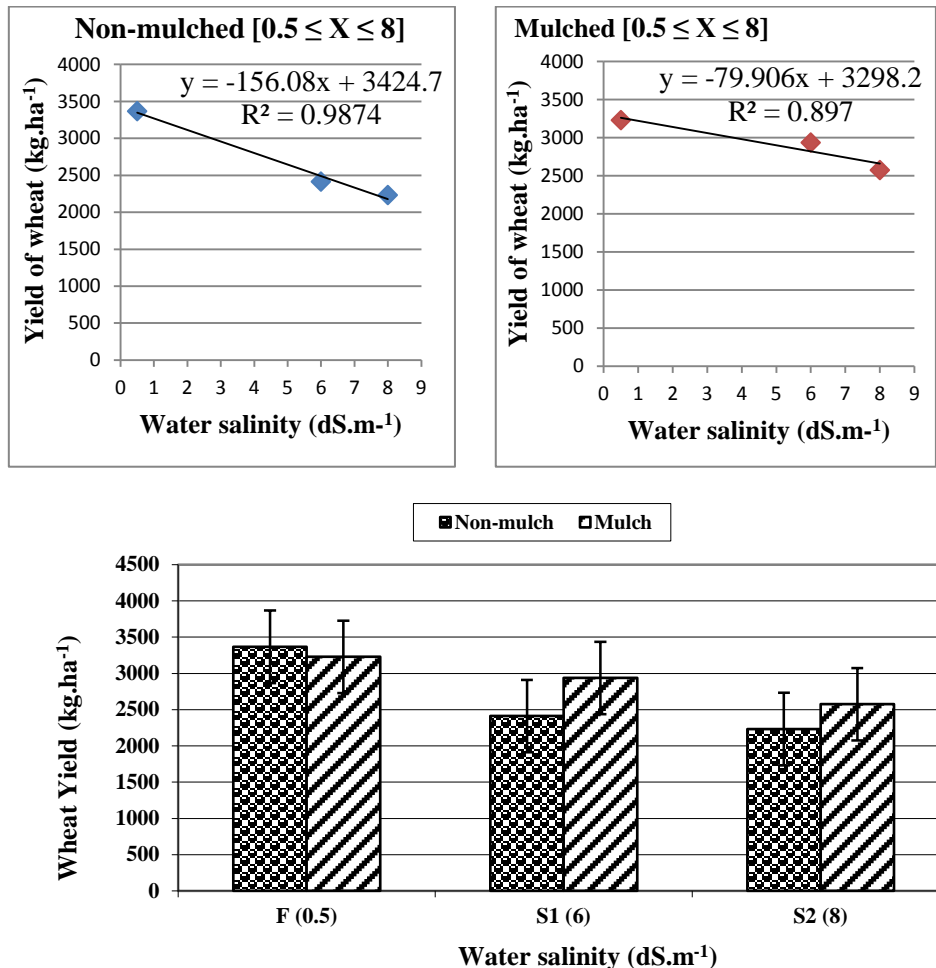 Non-mulched [0.5 ≤ X ≤ 8]
y = -156.08x + 3424.7
R² = 0.9874
4000
3500
3000
2500
2000
1500
1000
500
0
0 1 2 3 4 5 6 7 8 9
Yield of wheat (kg.ha⁻¹)
Water salinity (dS.m-¹)
Mulched [0.5 ≤ X ≤ 8]
y = -79.906x + 3298.2
R² = 0.897
4000
3500
3000
2500
2000
1500
1000
500
0
0 1 2 3 4 5 6 7 8 9
Yield of wheat (kg.ha⁻¹)
Water salinity (dS.m-¹)
Non-mulch Mulch
4500
4000
3500
3000
2500
2000
1500
1000
500
0
Wheat Yield (kg.ha⁻¹)
F (0.5) S1 (6) S2 (8)
Water salinity (dS.m⁻¹)